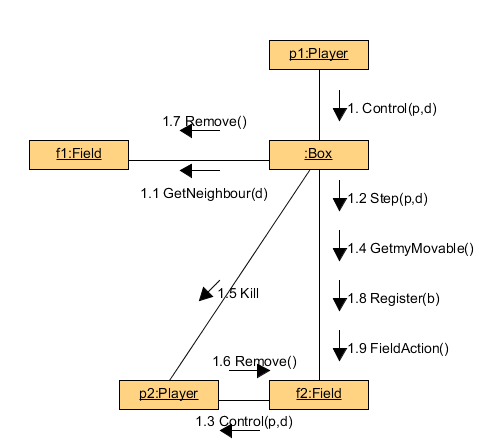 p1:Player
1. Control(p,d)
1.7 Remove()
f1:Field
:Box
1.1 GetNeighbour(d)
1.2 Step(p,d)
1.4 GetmyMovable()
1.5 Kill
1.8 Register(b)
1.9 FieldAction()
1.6 Remove()
p2:Player
f2:Field
1.3 Control(p,d)